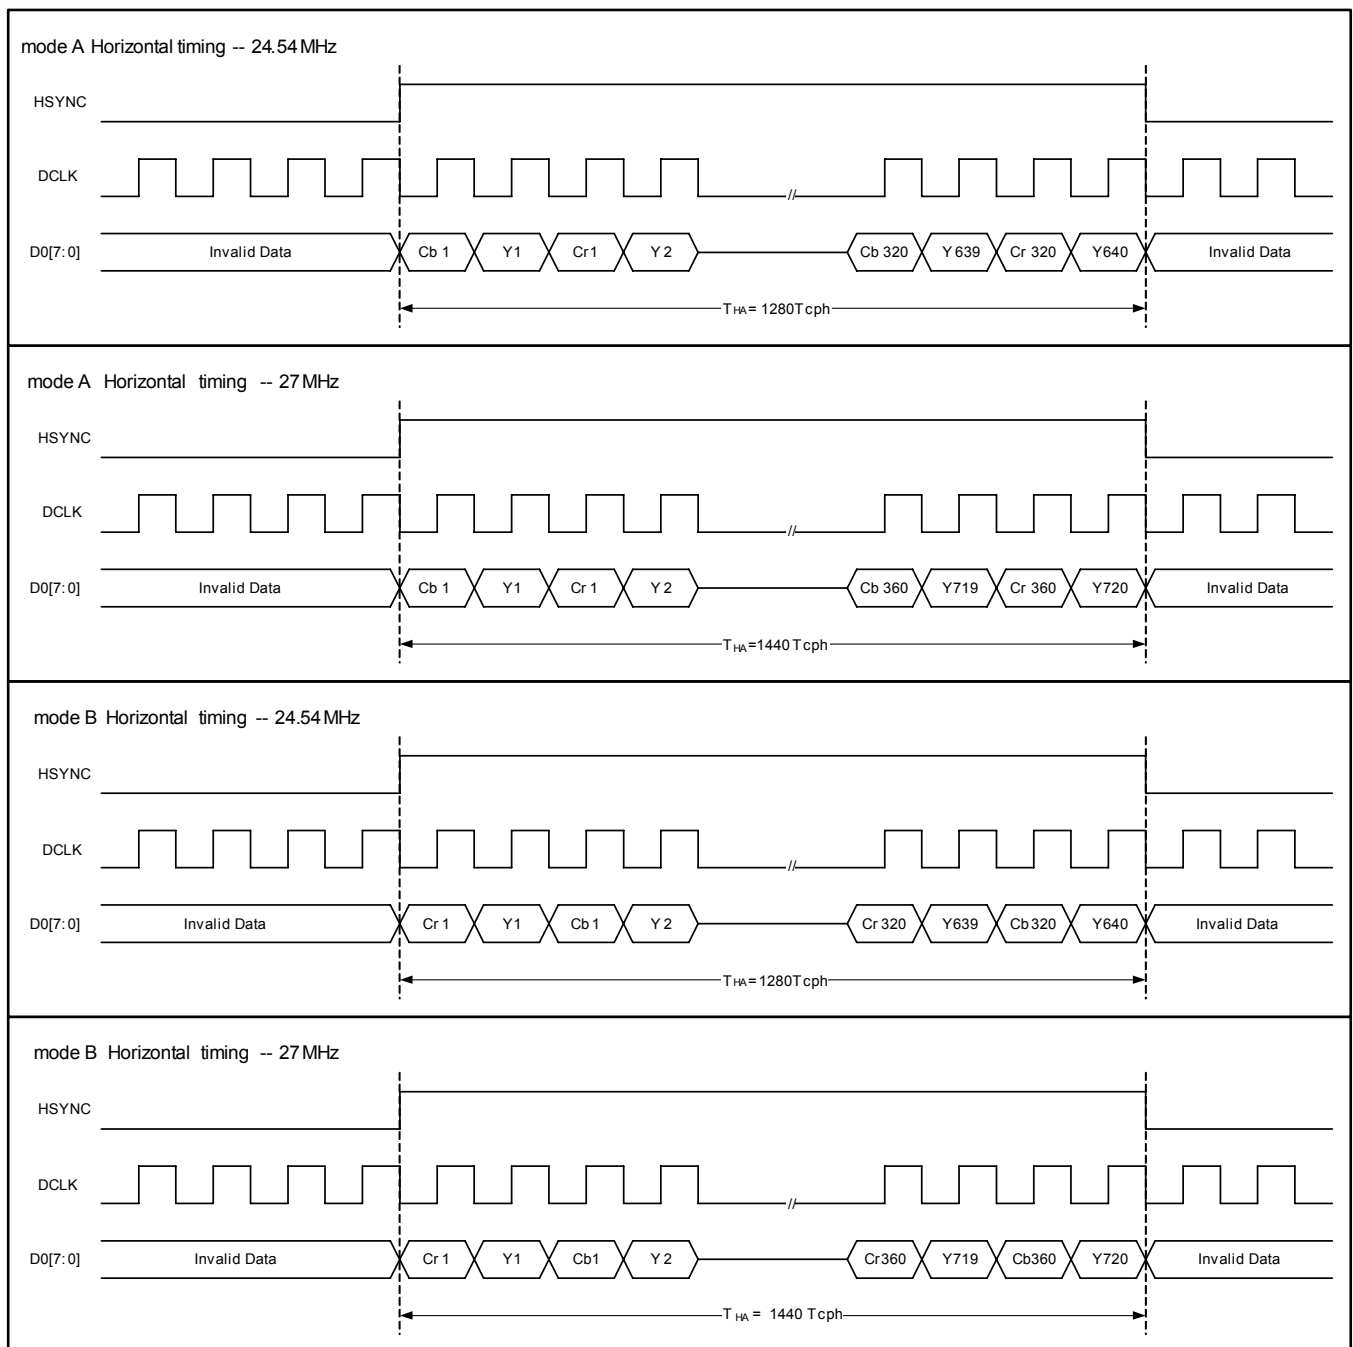 mode A Horizontal timing -- 24.54 MHz
HSYNC
DCLK
//
D0[7:0] Invalid Data Cb 1 Y1 Cr1 Y 2 Cb 320 Y 639 Cr 320 Y640 Invalid Data
THA = 1280Tcph
mode A Horizontal timing -- 27 MHz
HSYNC
DCLK
//
D0[7:0] Invalid Data Cb 1 Y1 Cr 1 Y 2 Cb 360 Y719 Cr 360 Y720 Invalid Data
THA =1440 Tcph
mode B Horizontal timing -- 24.54 MHz
HSYNC
DCLK
//
D0[7:0] Invalid Data Cr 1 Y1 Cb 1 Y 2 Cr 320 Y639 Cb 320 Y640 Invalid Data
THA =1280Tcph
mode B Horizontal timing -- 27 MHz
HSYNC
DCLK
//
D0[7:0] Invalid Data Cr 1 Y1 Cb1 Y 2 Cr360 Y719 Cb360 Y720 Invalid Data
THA = 1440 Tcph